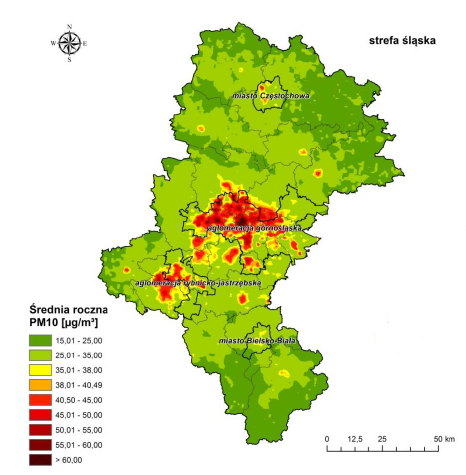 N
W E
S
strefa śląska
miasto Częstochowa
aglomeracja górnośląska
aglomeracja rybnicko-jastrzębska
miasto Bielsko-Biała
Średnia roczna
PM10 [µg/m³]
15,01 - 25,00
25,01 - 35,00
35,01 - 38,00
38,01 - 40,49
40,50 - 45,00
45,01 - 50,00
50,01 - 55,00
55,01 - 60,00
> 60,00
0 12,5 25 50 km